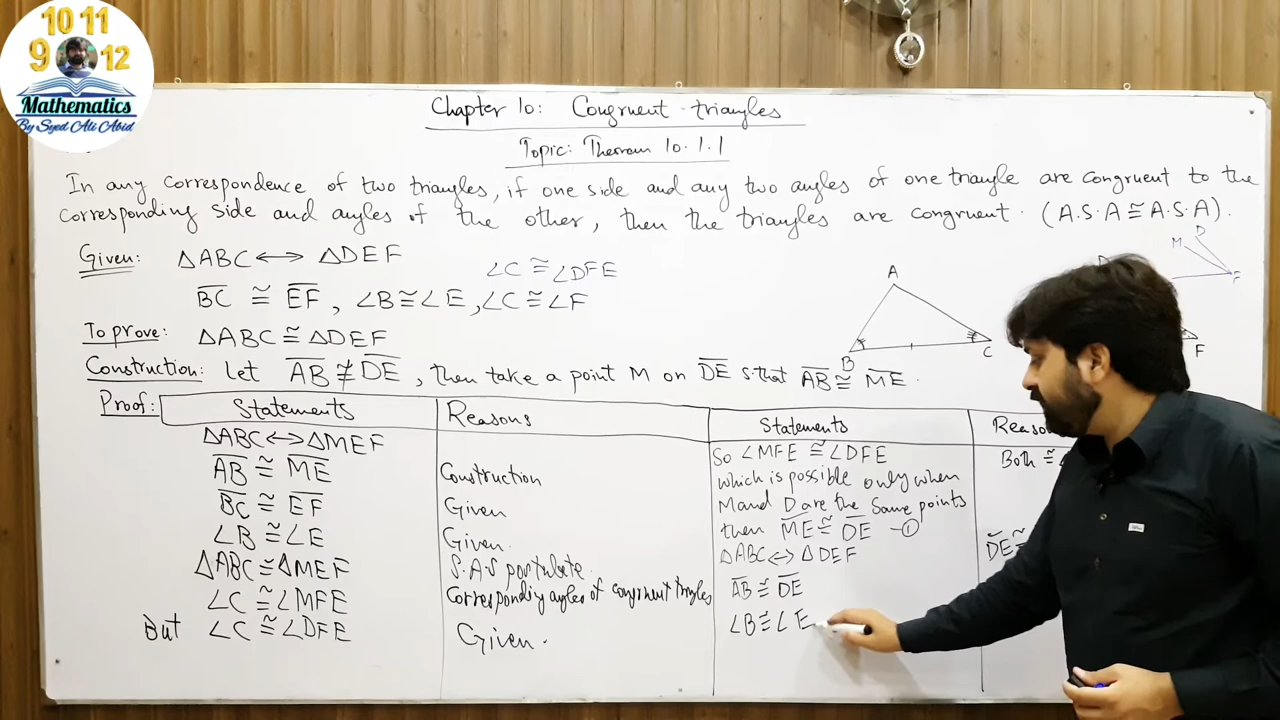 10 11
9 12
Mathematics
By Syed Ali Abid
Chapter 10: Congruent triangles
Topic: Theorem 10.1.1
In any correspondence of two triangles, if one side and any two angles of one triangle are congruent to the
corresponding side and angles of the other, then the triangles are congruent. (A.S.A ≅ A.S.A).
Given: △ABC ↔ △DEF
∠C ≅ ∠DFE
BC ≅ EF, ∠B ≅ ∠E, ∠C ≅ ∠F
To prove: △ABC ≅ △DEF
Construction: Let AB ≇ DE, then take a point M on DE s.that AB ≅ ME.
A
B
C
D
M
F
D
F
Proof: Statements Reasons
△ABC ↔ △MEF
AB ≅ ME Construction
BC ≅ EF Given
∠B ≅ ∠E Given.
△ABC ≅ △MEF S.A.S postulate.
∠C ≅ ∠MFE Corresponding angles of congruent triangles
But ∠C ≅ ∠DFE Given.
Statements
So ∠MFE ≅ ∠DFE Both ≅
which is possible only when
M and D are the Same points
then ME ≅ DE —①
△ABC ↔ △DEF
AB ≅ DE DE ≅
∠B ≅ ∠E